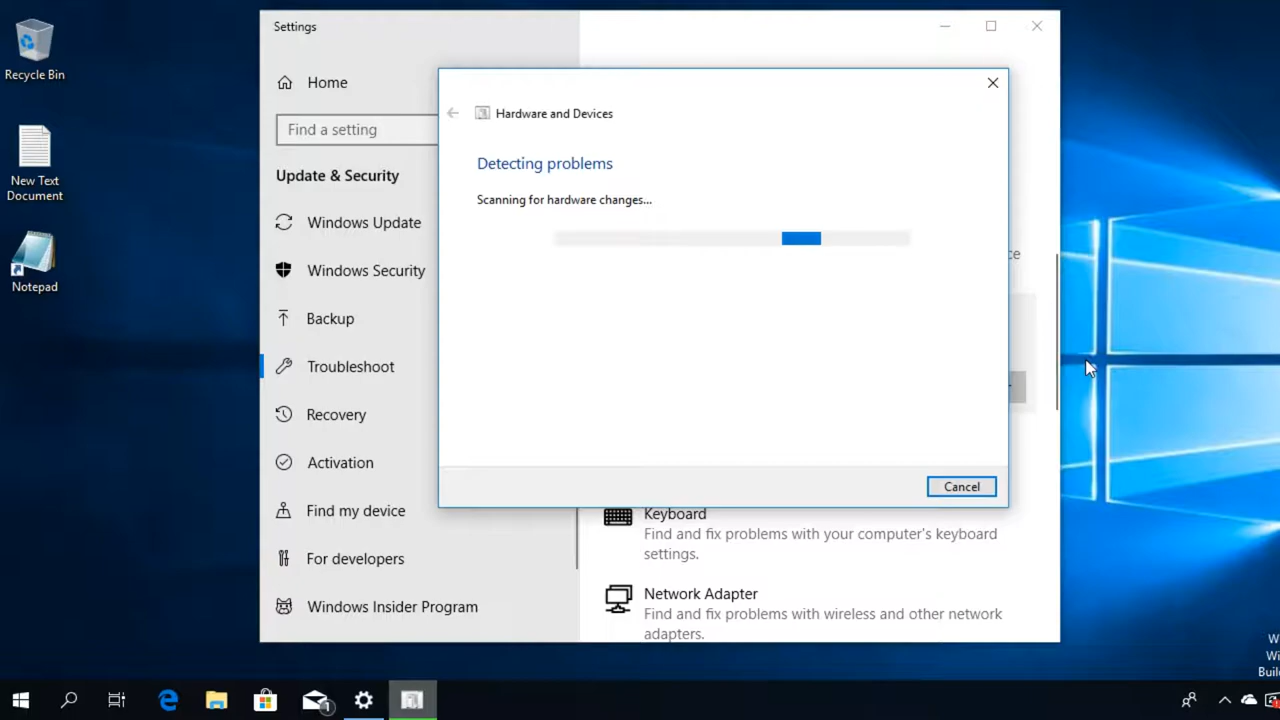 Recycle Bin
New Text
Document
Notepad
Settings
Home
Find a setting
Update & Security
Windows Update
Windows Security
Backup
Troubleshoot
Recovery
Activation
Find my device
For developers
Windows Insider Program
Hardware and Devices
Detecting problems
Scanning for hardware changes...
Cancel
Keyboard
Find and fix problems with your computer's keyboard
settings.
Network Adapter
Find and fix problems with wireless and other network
adapters.
1